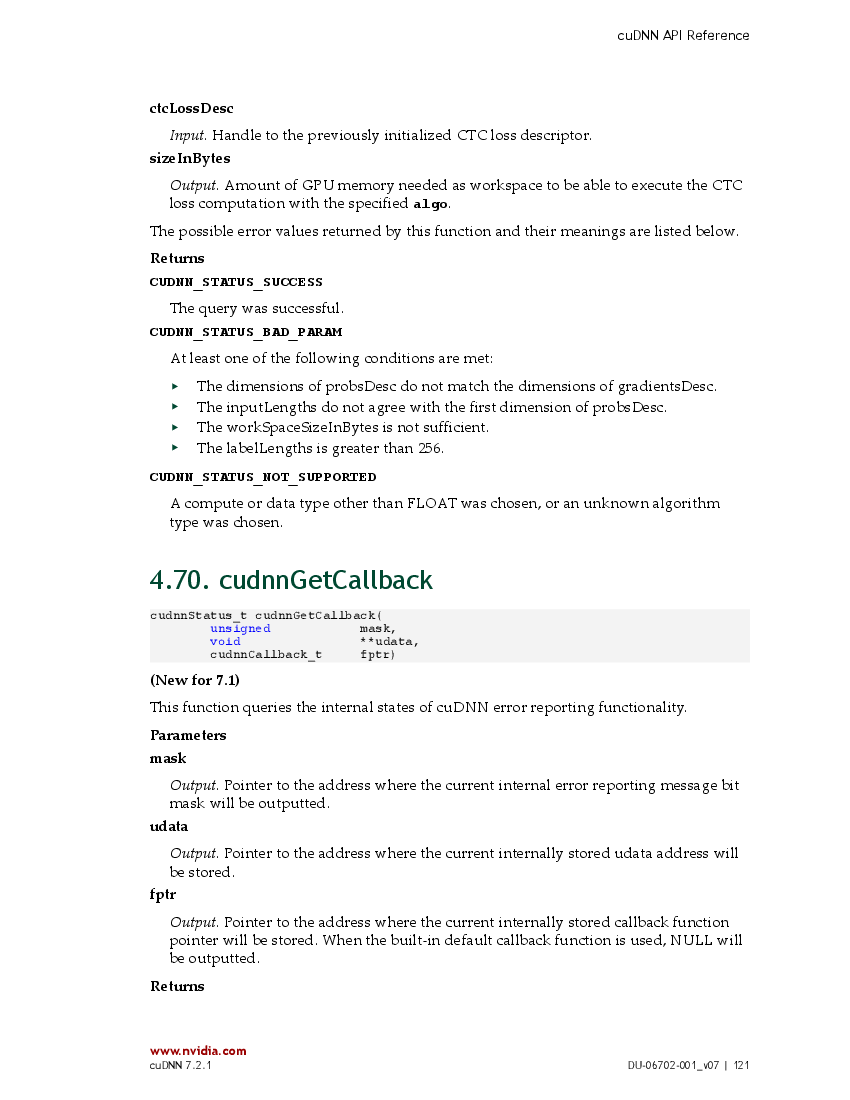 cuDNN API Reference
ctcLossDesc
Input. Handle to the previously initialized CTC loss descriptor.
sizeInBytes
Output. Amount of GPU memory needed as workspace to be able to execute the CTC
loss computation with the specified algo.
The possible error values returned by this function and their meanings are listed below.
Returns
CUDNN_STATUS_SUCCESS
The query was successful.
CUDNN_STATUS_BAD_PARAM
At least one of the following conditions are met:
▸ The dimensions of probsDesc do not match the dimensions of gradientsDesc.
▸ The inputLengths do not agree with the first dimension of probsDesc.
▸ The workSpaceSizeInBytes is not sufficient.
▸ The labelLengths is greater than 256.
CUDNN_STATUS_NOT_SUPPORTED
A compute or data type other than FLOAT was chosen, or an unknown algorithm
type was chosen.
4.70. cudnnGetCallback
cudnnStatus_t cudnnGetCallback(
unsigned mask,
void **udata,
cudnnCallback_t fptr)
(New for 7.1)
This function queries the internal states of cuDNN error reporting functionality.
Parameters
mask
Output. Pointer to the address where the current internal error reporting message bit
mask will be outputted.
udata
Output. Pointer to the address where the current internally stored udata address will
be stored.
fptr
Output. Pointer to the address where the current internally stored callback function
pointer will be stored. When the built-in default callback function is used, NULL will
be outputted.
Returns
www.nvidia.com
cuDNN 7.2.1 DU-06702-001_v07 | 121